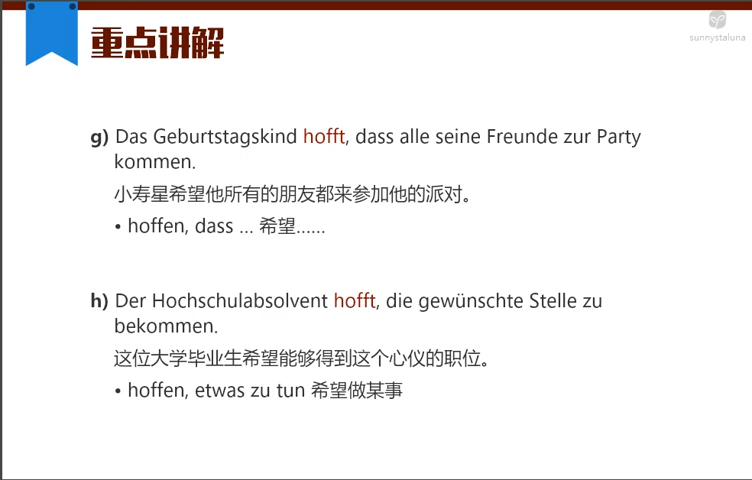 重点讲解
sunnystaluna
g) Das Geburtstagskind hofft, dass alle seine Freunde zur Party
kommen.
小寿星希望他所有的朋友都来参加他的派对。
• hoffen, dass ... 希望……
h) Der Hochschulabsolvent hofft, die gewünschte Stelle zu
bekommen.
这位大学毕业生希望能够得到这个心仪的职位。
• hoffen, etwas zu tun 希望做某事